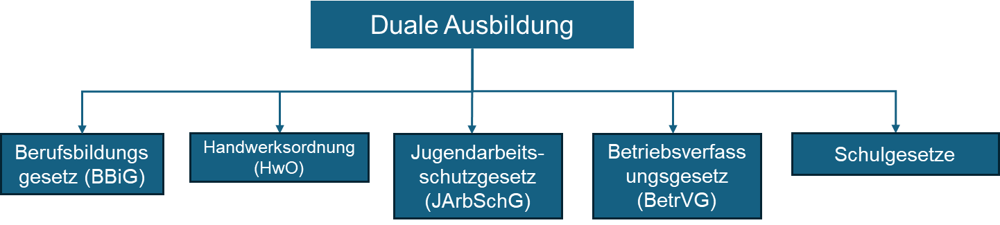 Duale Ausbildung
Berufsbildungs
gesetz (BBiG)
Handwerksordnung
(HwO)
Jugendarbeits-
schutzgesetz
(JArbSchG)
Betriebsverfass
ungsgesetz
(BetrVG)
Schulgesetze